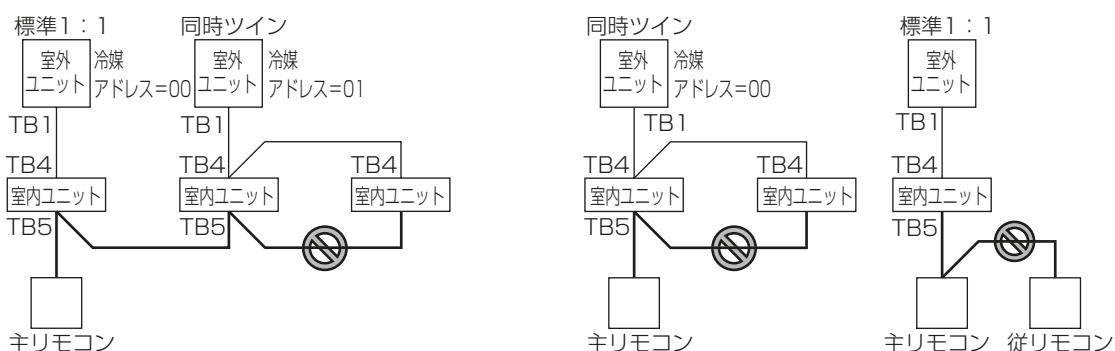 標準1：1
同時ツイン
室外
ユニット
冷媒
アドレス=00
室外
ユニット
冷媒
アドレス=01
TB1
TB1
TB4
TB4
TB4
室内ユニット
室内ユニット
室内ユニット
TB5
TB5
主リモコン
同時ツイン
室外
ユニット
冷媒
アドレス=00
TB1
TB4
TB4
室内ユニット
室内ユニット
TB5
主リモコン
標準1：1
室外
ユニット
TB1
TB4
室内ユニット
TB5
主リモコン
従リモコン